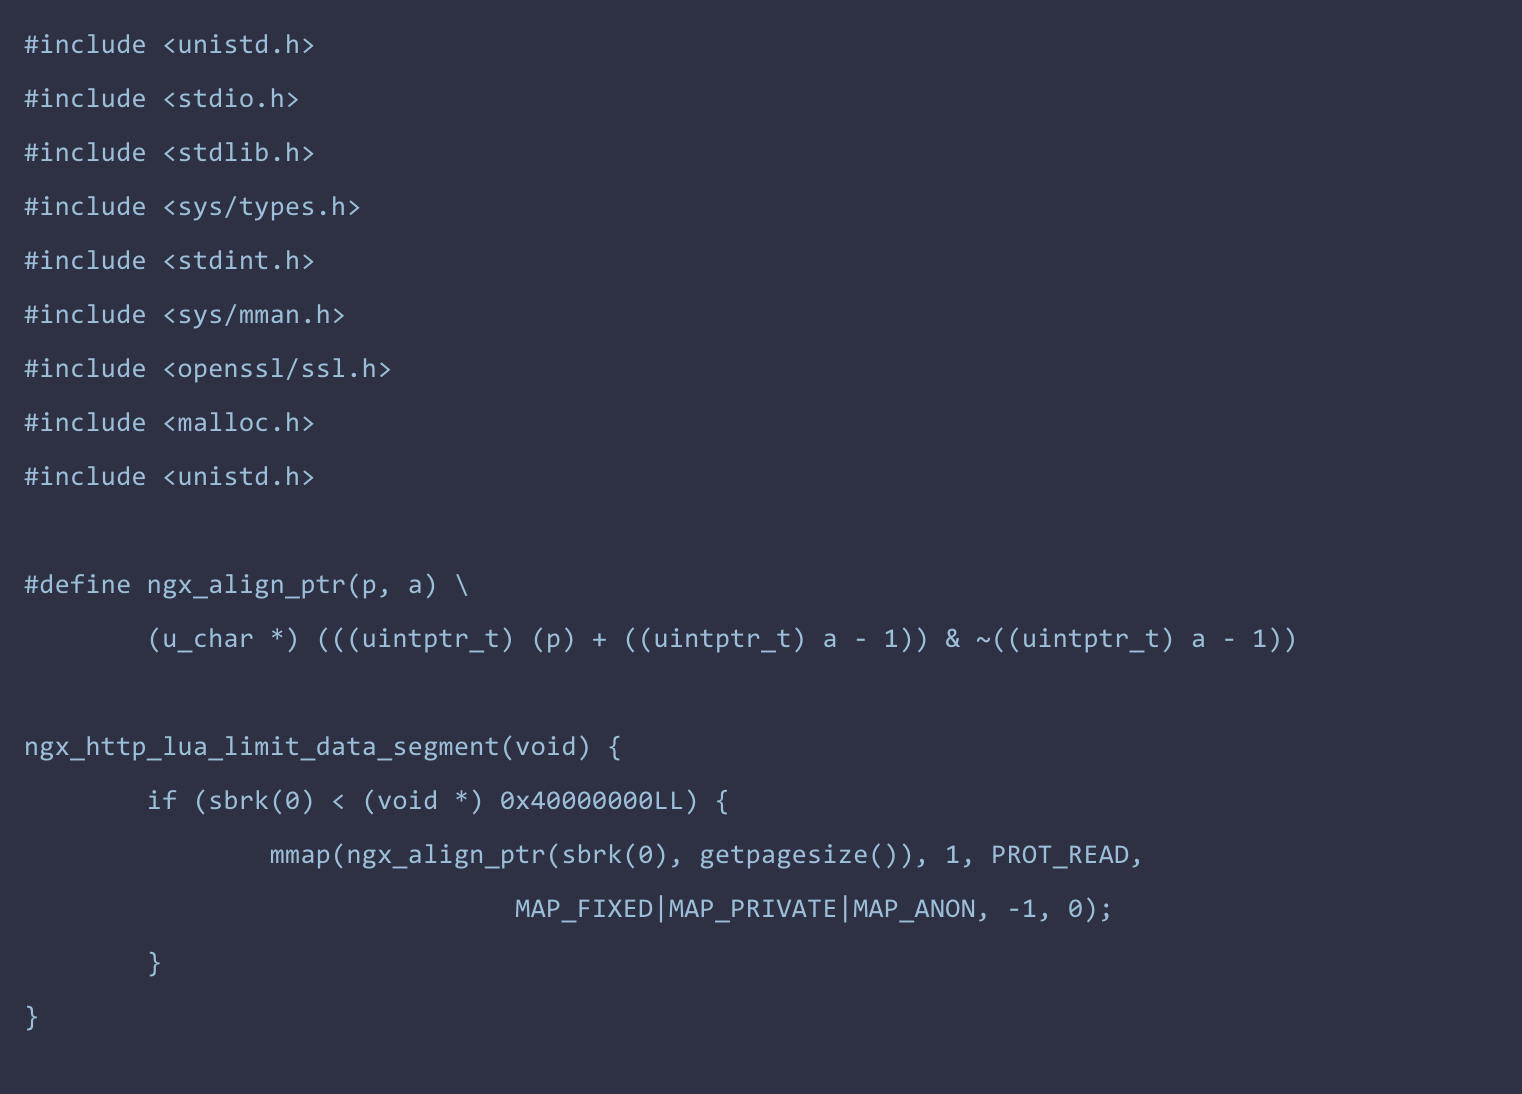 #include <unistd.h>
#include <stdio.h>
#include <stdlib.h>
#include <sys/types.h>
#include <stdint.h>
#include <sys/mman.h>
#include <openssl/ssl.h>
#include <malloc.h>
#include <unistd.h>

#define ngx_align_ptr(p, a) \
        (u_char *) (((uintptr_t) (p) + ((uintptr_t) a - 1)) & ~((uintptr_t) a - 1))

ngx_http_lua_limit_data_segment(void) {
        if (sbrk(0) < (void *) 0x40000000LL) {
                mmap(ngx_align_ptr(sbrk(0), getpagesize()), 1, PROT_READ,
                                MAP_FIXED|MAP_PRIVATE|MAP_ANON, -1, 0);
        }
}